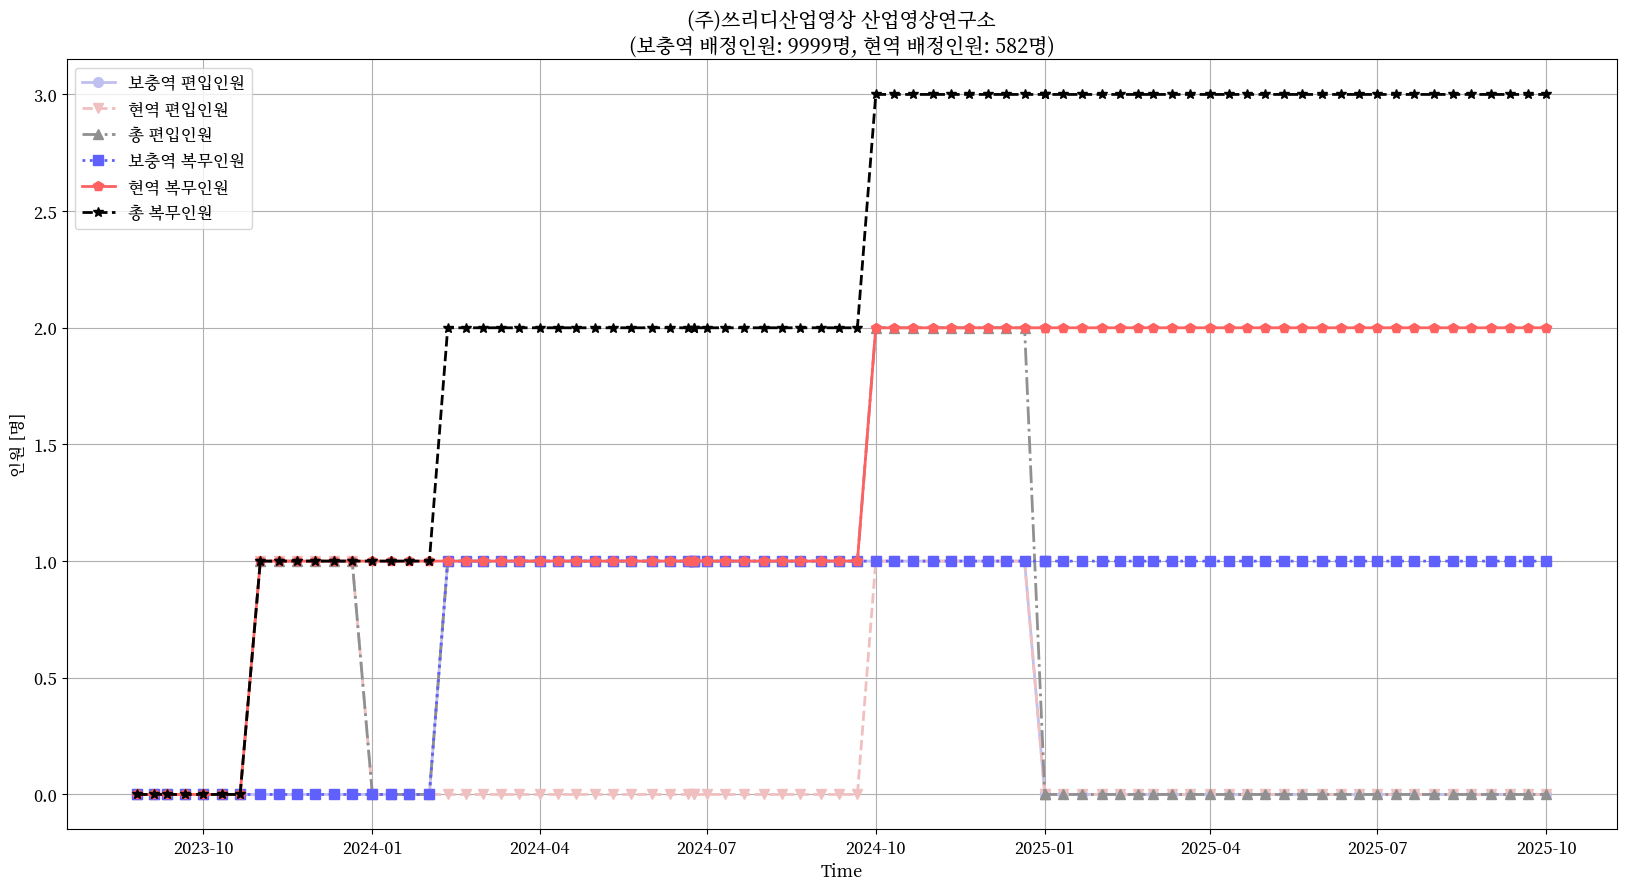 (주)쓰리디산업영상 산업영상연구소
(보충역 배정인원: 9999명, 현역 배정인원: 582명)
보충역 편입인원
현역 편입인원
총 편입인원
보충역 복무인원
현역 복무인원
총 복무인원
3.0
2.5
2.0
1.5
1.0
0.5
0.0
인원 [명]
2023-10 2024-01 2024-04 2024-07 2024-10 2025-01 2025-04 2025-07 2025-10
Time